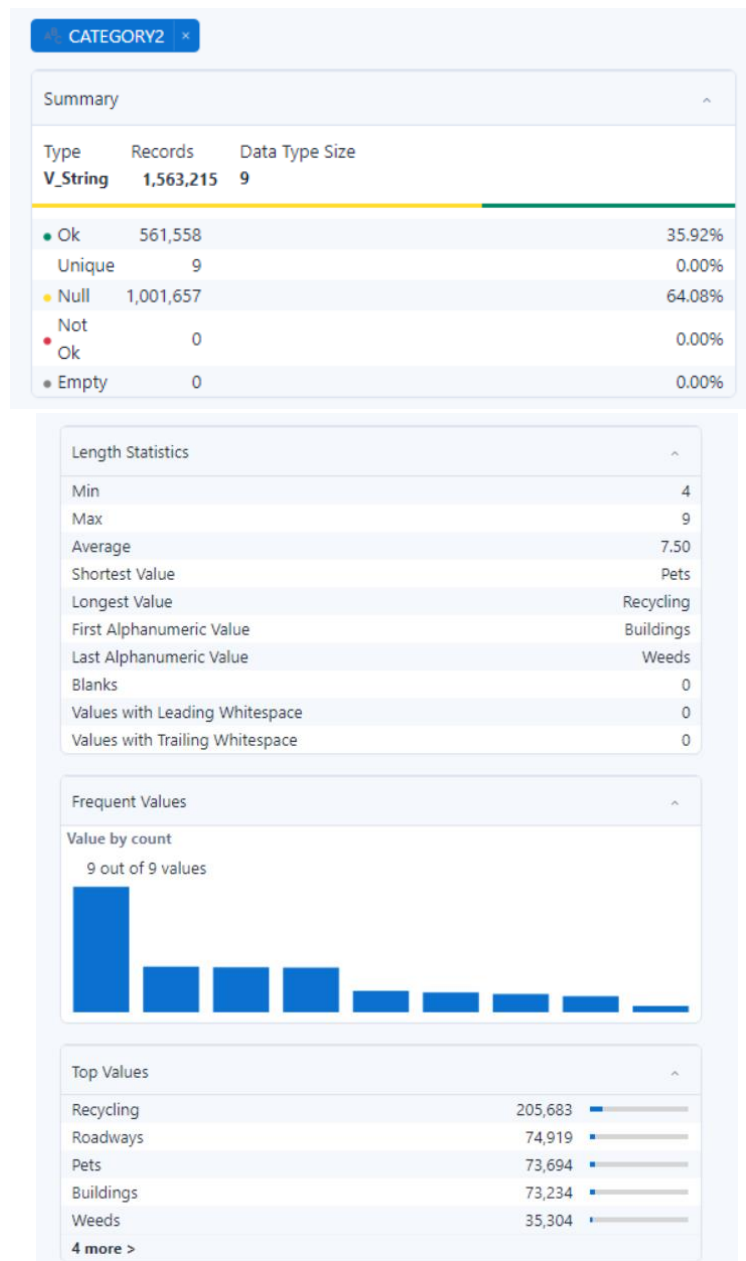 CATEGORY2 ×
Summary
Type Records Data Type Size
V_String 1,563,215 9
Ok 561,558 35.92%
Unique 9 0.00%
Null 1,001,657 64.08%
Not
Ok 0 0.00%
Empty 0 0.00%
Length Statistics
Min 4
Max 9
Average 7.50
Shortest Value Pets
Longest Value Recycling
First Alphanumeric Value Buildings
Last Alphanumeric Value Weeds
Blanks 0
Values with Leading Whitespace 0
Values with Trailing Whitespace 0
Frequent Values
Value by count
9 out of 9 values
Top Values
Recycling 205,683
Roadways 74,919
Pets 73,694
Buildings 73,234
Weeds 35,304
4 more >